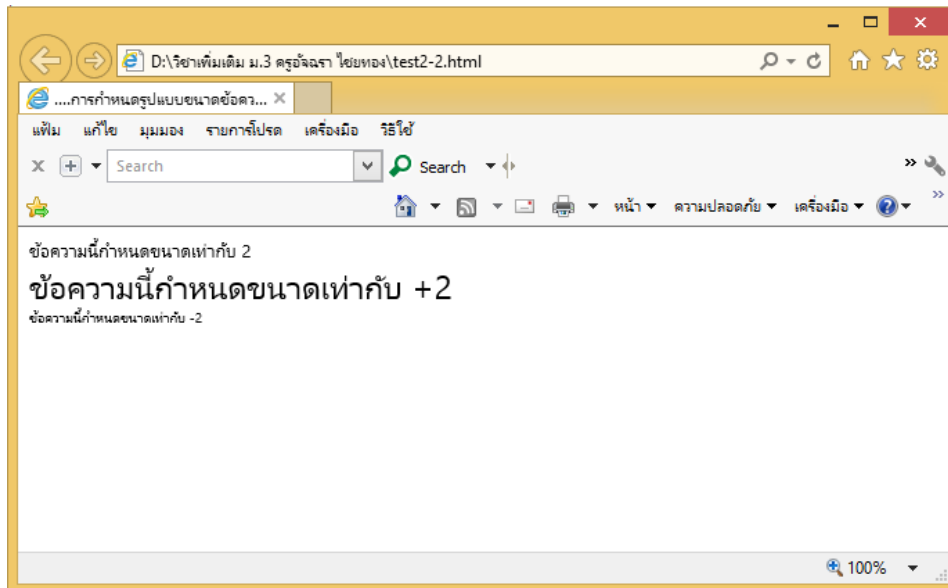 D:\วิชาเพิ่มเติม ม.3 ครูอัจฉรา ไชยทอง\test2-2.html
....การกำหนดรูปแบบขนาดข้อคว...
แฟ้ม แก้ไข มุมมอง รายการโปรด เครื่องมือ วิธีใช้
Search Search
หน้า ความปลอดภัย เครื่องมือ
ข้อความนี้กำหนดขนาดเท่ากับ 2
ข้อความนี้กำหนดขนาดเท่ากับ +2
ข้อความนี้กำหนดขนาดเท่ากับ -2
100%